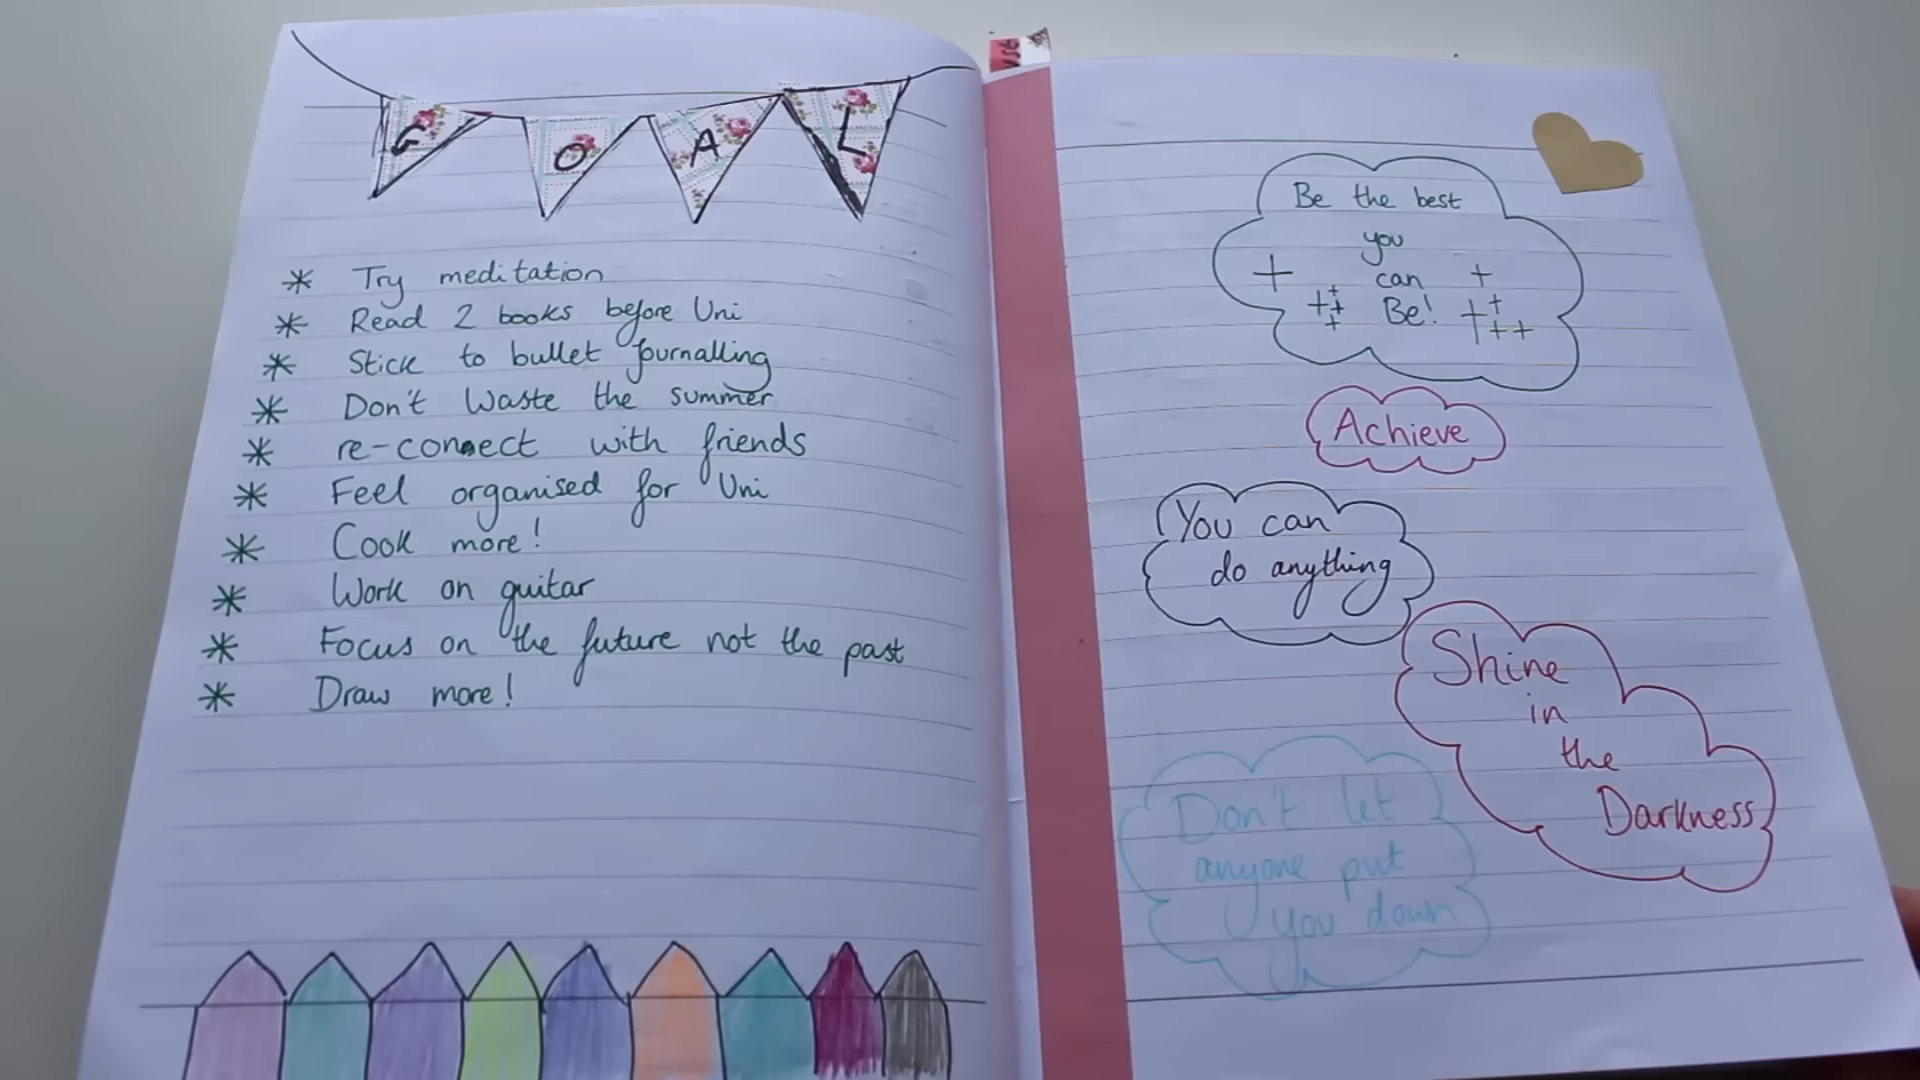 GOAL
* Try meditation
* Read 2 books before Uni
* Stick to bullet journalling
* Don't Waste the summer
* re-connect with friends
* Feel organised for Uni
* Cook more!
* Work on guitar
* Focus on the future not the past
* Draw more!
Be the best
you
can
Be!
Achieve
You can
do anything
Shine
in
the
Darkness
Don't let
anyone put
you down